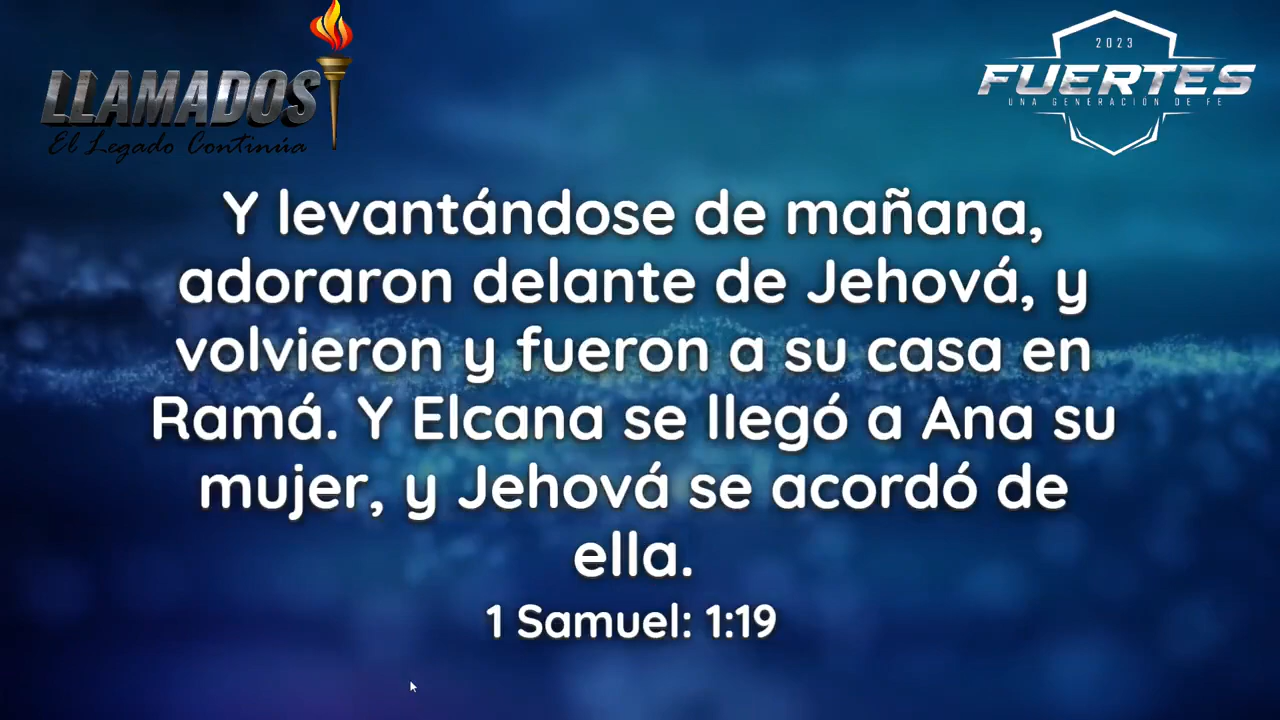 LLAMADOS
El Legado Continúa
2023
FUERTES
UNA GENERACIÓN DE FE
Y levantándose de mañana,
adoraron delante de Jehová, y
volvieron y fueron a su casa en
Ramá. Y Elcana se llegó a Ana su
mujer, y Jehová se acordó de
ella.
1 Samuel: 1:19